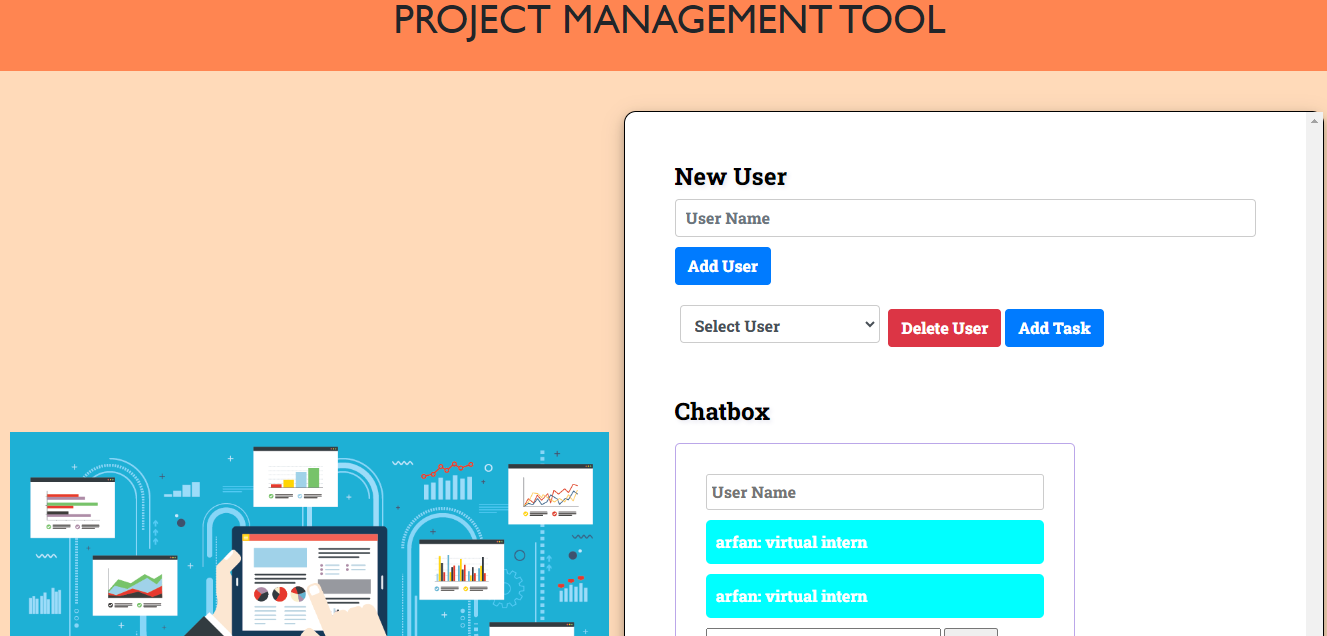 PROJECT MANAGEMENT TOOL
New User
User Name
Add User
Select User
Delete User Add Task
Chatbox
User Name
arfan: virtual intern
arfan: virtual intern